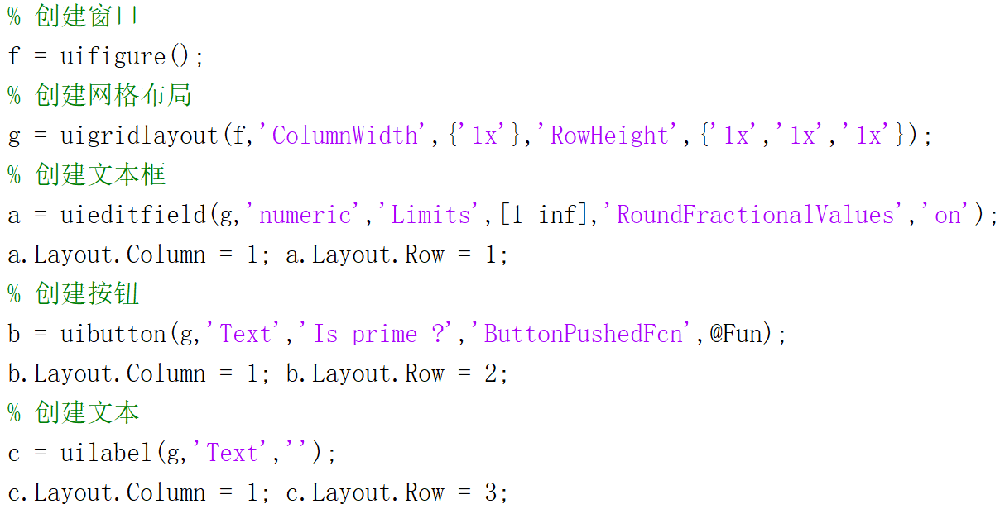 % 创建窗口
f = uifigure();
% 创建网格布局
g = uigridlayout(f,'ColumnWidth',{'1x'},'RowHeight',{'1x','1x','1x'});
% 创建文本框
a = uieditfield(g,'numeric','Limits',[1 inf],'RoundFractionalValues','on');
a.Layout.Column = 1; a.Layout.Row = 1;
% 创建按钮
b = uibutton(g,'Text','Is prime ?','ButtonPushedFcn',@Fun);
b.Layout.Column = 1; b.Layout.Row = 2;
% 创建文本
c = uilabel(g,'Text','');
c.Layout.Column = 1; c.Layout.Row = 3;